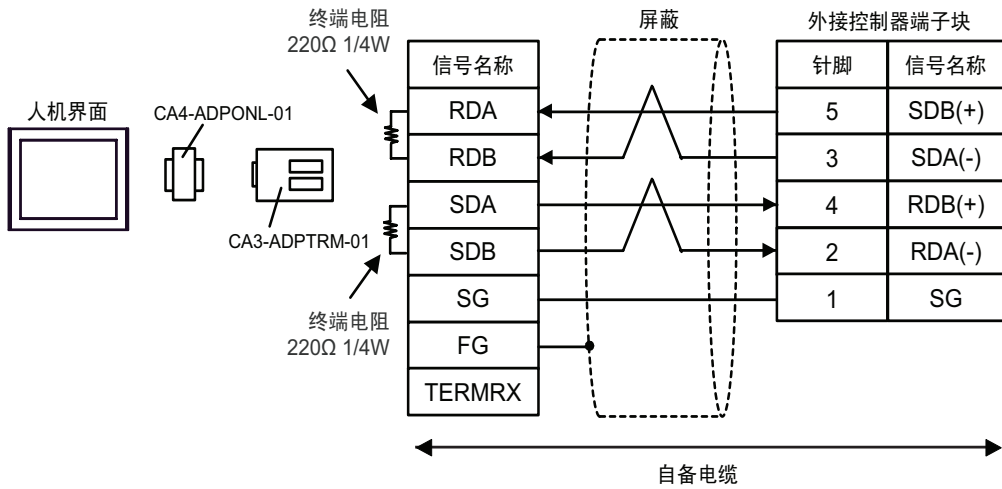 终端电阻
220Ω 1/4W
屏蔽
外接控制器端子块
人机界面
CA4-ADPONL-01
CA3-ADPTRM-01
信号名称
RDA
RDB
SDA
SDB
SG
FG
TERMRX
针脚 信号名称
5 SDB(+)
3 SDA(-)
4 RDB(+)
2 RDA(-)
1 SG
终端电阻
220Ω 1/4W
自备电缆